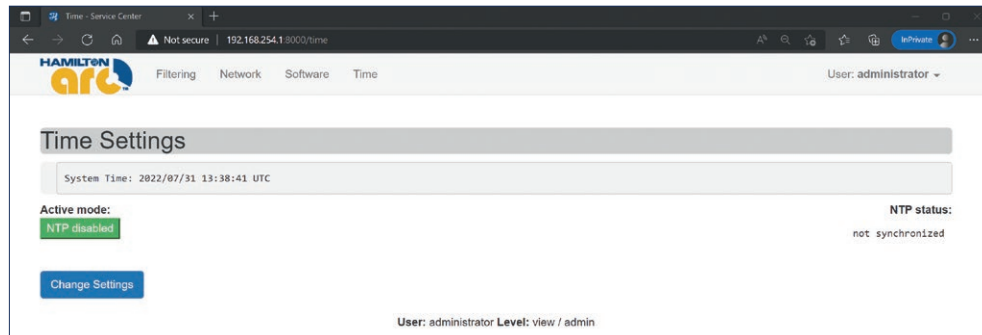 Time - Service Center
Not secure | 192.168.254.1:8000/time
InPrivate
HAMILTON
arc
Filtering Network Software Time
User: administrator
Time Settings
System Time: 2022/07/31 13:38:41 UTC
Active mode:
NTP status:
NTP disabled
not synchronized
Change Settings
User: administrator Level: view / admin